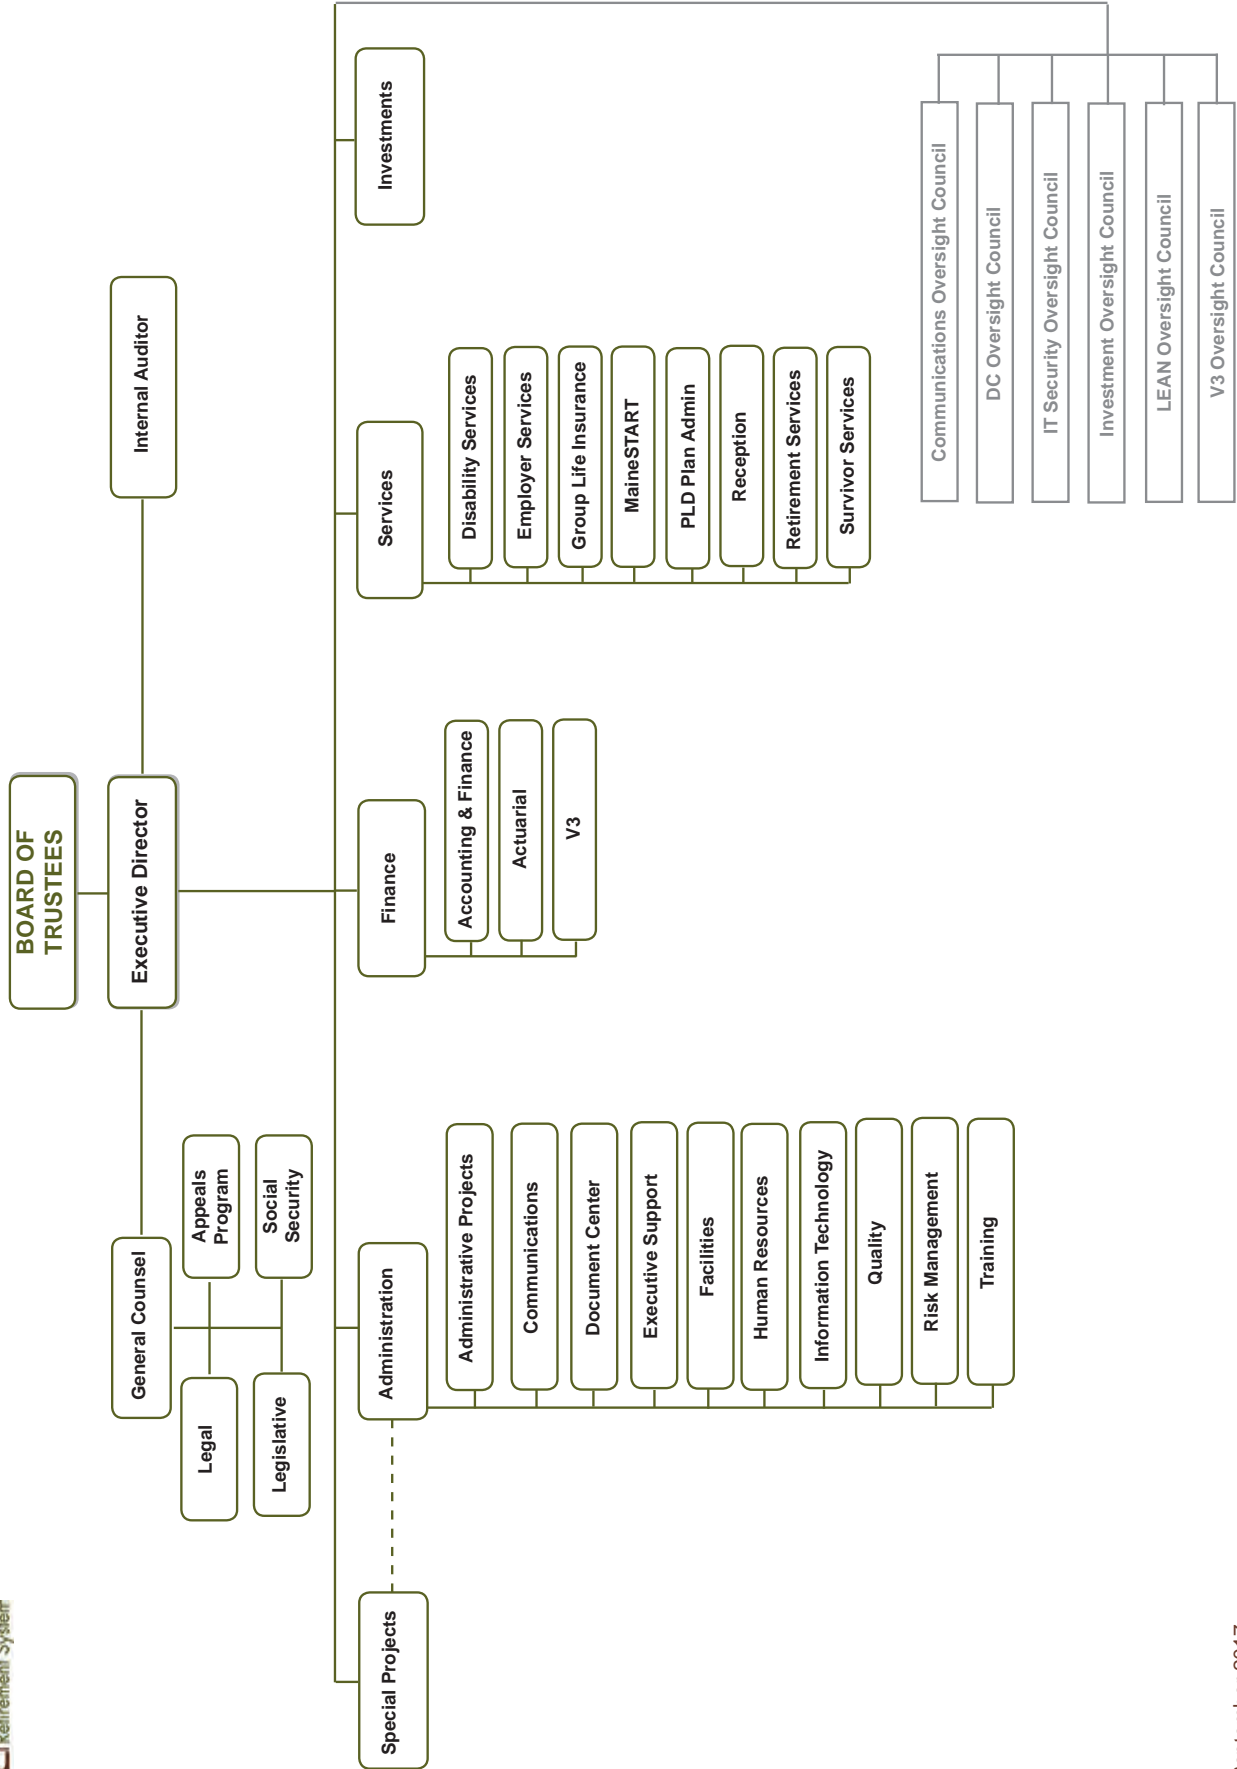 Retirement System
BOARD OF
TRUSTEES
Executive Director
Internal Auditor
General Counsel
Legal
Appeals
Program
Legislative
Social
Security
Special Projects
Administration
Administrative Projects
Communications
Document Center
Executive Support
Facilities
Human Resources
Information Technology
Quality
Risk Management
Training
Finance
Accounting & Finance
Actuarial
V3
Services
Disability Services
Employer Services
Group Life Insurance
MaineSTART
PLD Plan Admin
Reception
Retirement Services
Survivor Services
Investments
Communications Oversight Council
DC Oversight Council
IT Security Oversight Council
Investment Oversight Council
LEAN Oversight Council
V3 Oversight Council
2017